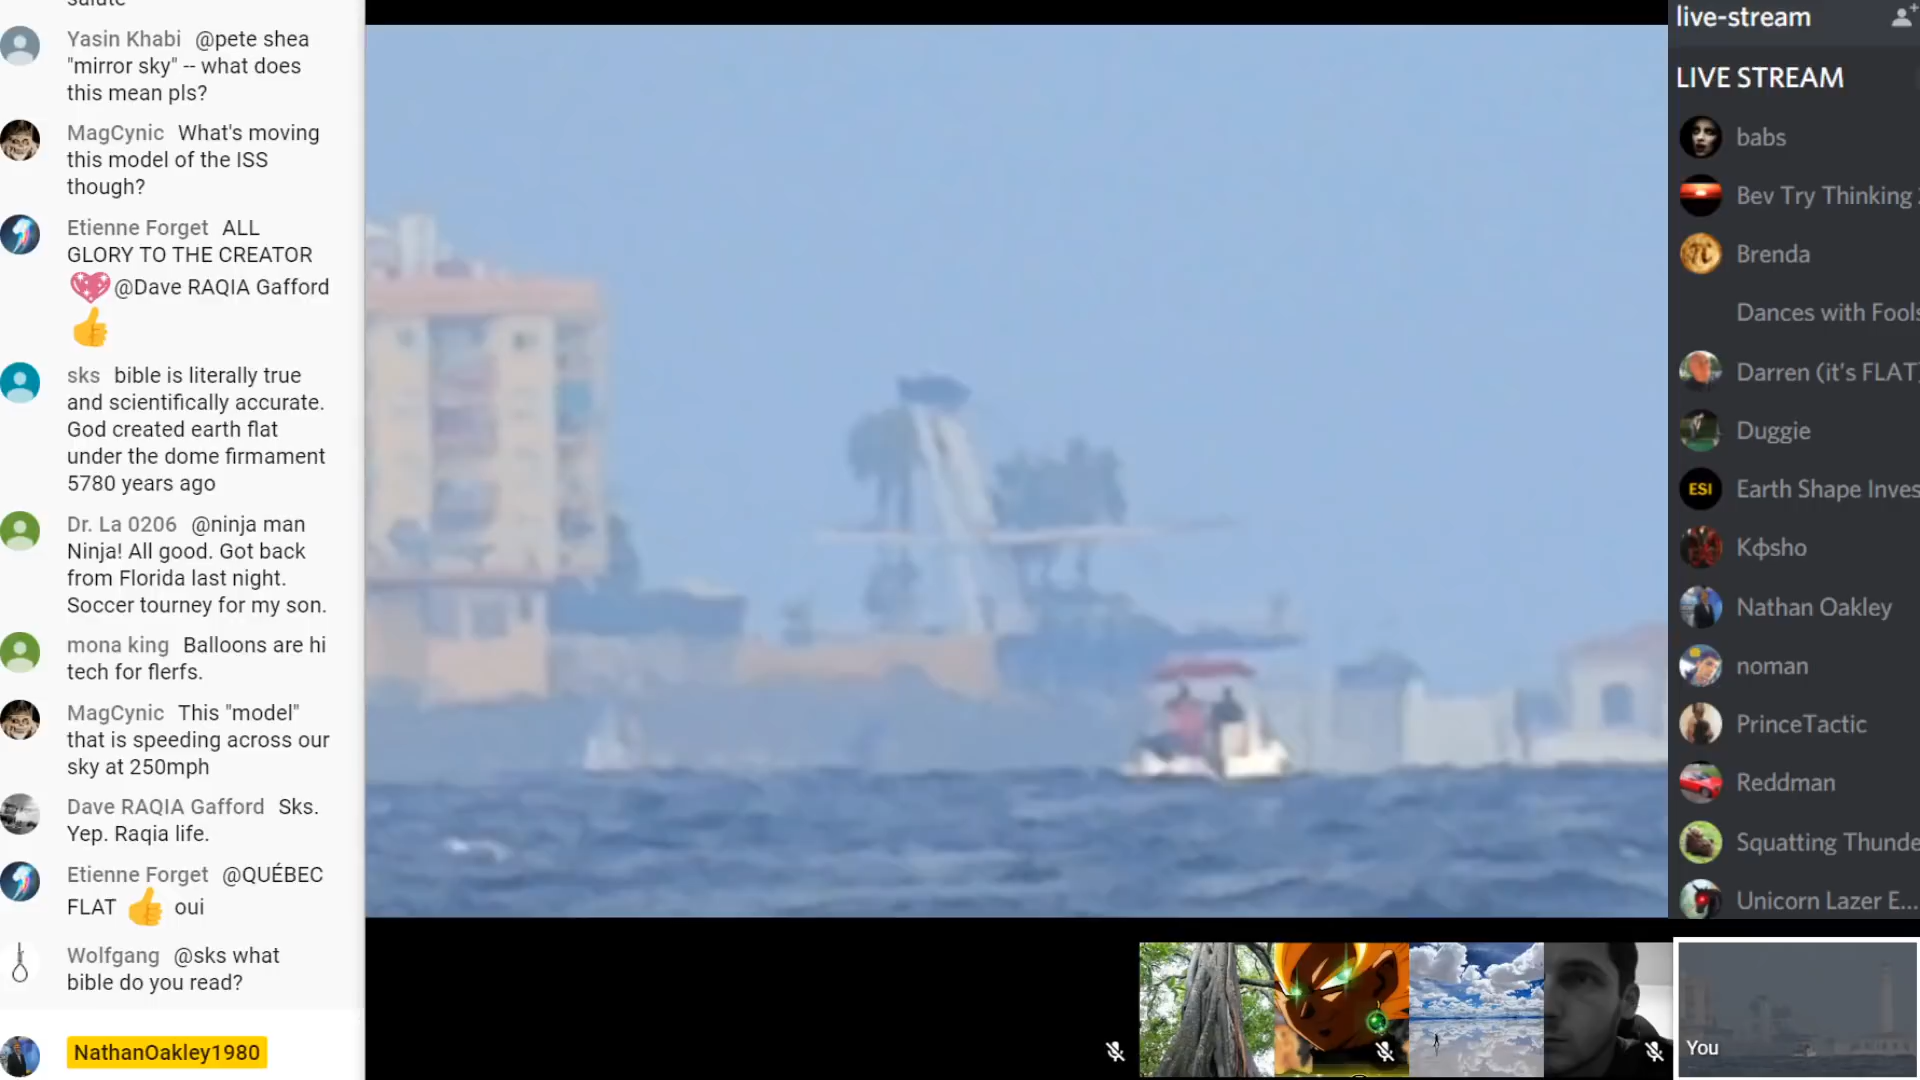 salute
Yasin Khabi @pete shea
"mirror sky" -- what does
this mean pls?
MagCynic What's moving
this model of the ISS
though?
Etienne Forget ALL
GLORY TO THE CREATOR
💖@Dave RAQIA Gafford
👍
sks bible is literally true
and scientifically accurate.
God created earth flat
under the dome firmament
5780 years ago
Dr. La 0206 @ninja man
Ninja! All good. Got back
from Florida last night.
Soccer tourney for my son.
mona king Balloons are hi
tech for flerfs.
MagCynic This "model"
that is speeding across our
sky at 250mph
Dave RAQIA Gafford Sks.
Yep. Raqia life.
Etienne Forget @QUÉBEC
FLAT 👍 oui
Wolfgang @sks what
bible do you read?
NathanOakley1980
live-stream
LIVE STREAM
babs
Bev Try Thinking
Brenda
Dances with Fools
Darren (it's FLAT)
Duggie
ESI Earth Shape Inves
Kфsho
Nathan Oakley
noman
PrinceTactic
Reddman
Squatting Thunde
Unicorn Lazer E...
You